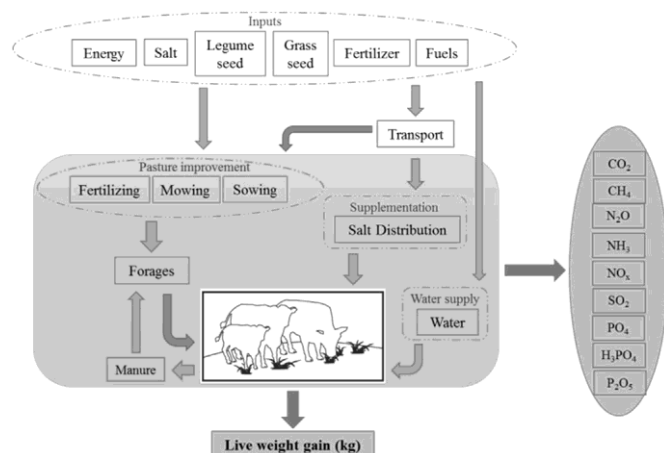 Inputs
Energy
Salt
Legume
seed
Grass
seed
Fertilizer
Fuels
Transport
Pasture improvement
Fertilizing
Mowing
Sowing
Supplementation
Salt Distribution
Forages
Water supply
Water
Manure
Live weight gain (kg)
CO₂
CH₄
N₂O
NH₃
NOₓ
SO₂
PO₄
H₃PO₄
P₂O₅